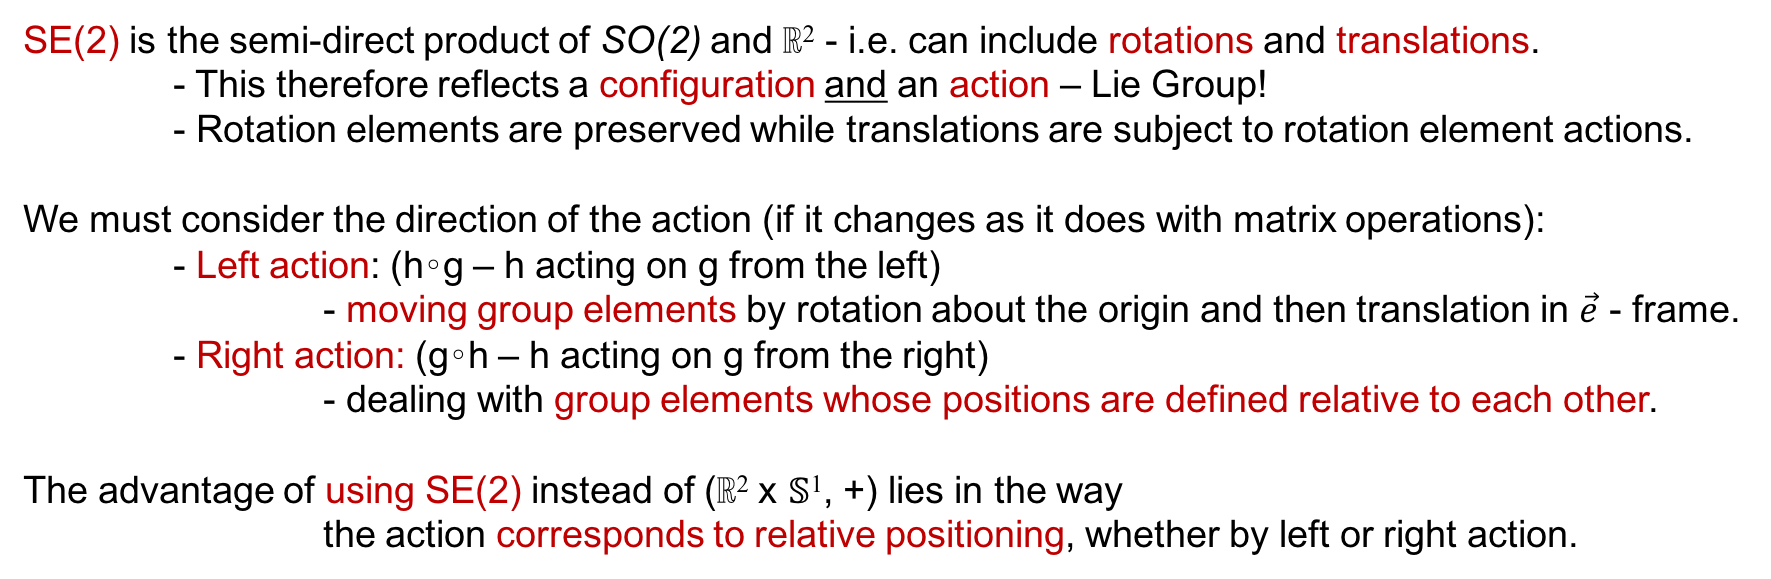 SE(2) is the semi-direct product of SO(2) and ℝ² - i.e. can include rotations and translations.
- This therefore reflects a configuration and an action – Lie Group!
- Rotation elements are preserved while translations are subject to rotation element actions.
We must consider the direction of the action (if it changes as it does with matrix operations):
- Left action: (h∘g – h acting on g from the left)
- moving group elements by rotation about the origin and then translation in e⃗ - frame.
- Right action: (g∘h – h acting on g from the right)
- dealing with group elements whose positions are defined relative to each other.
The advantage of using SE(2) instead of (ℝ² x 𝕊¹, +) lies in the way
the action corresponds to relative positioning, whether by left or right action.